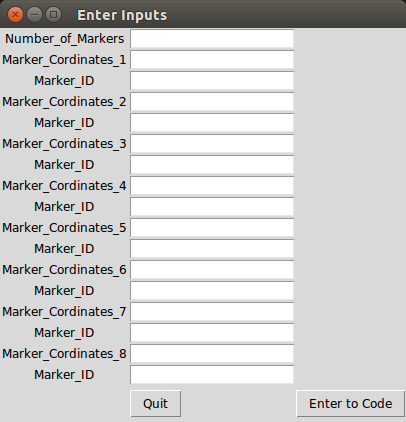 Enter Inputs
Number_of_Markers
Marker_Cordinates_1
Marker_ID
Marker_Cordinates_2
Marker_ID
Marker_Cordinates_3
Marker_ID
Marker_Cordinates_4
Marker_ID
Marker_Cordinates_5
Marker_ID
Marker_Cordinates_6
Marker_ID
Marker_Cordinates_7
Marker_ID
Marker_Cordinates_8
Marker_ID
Quit Enter to Code